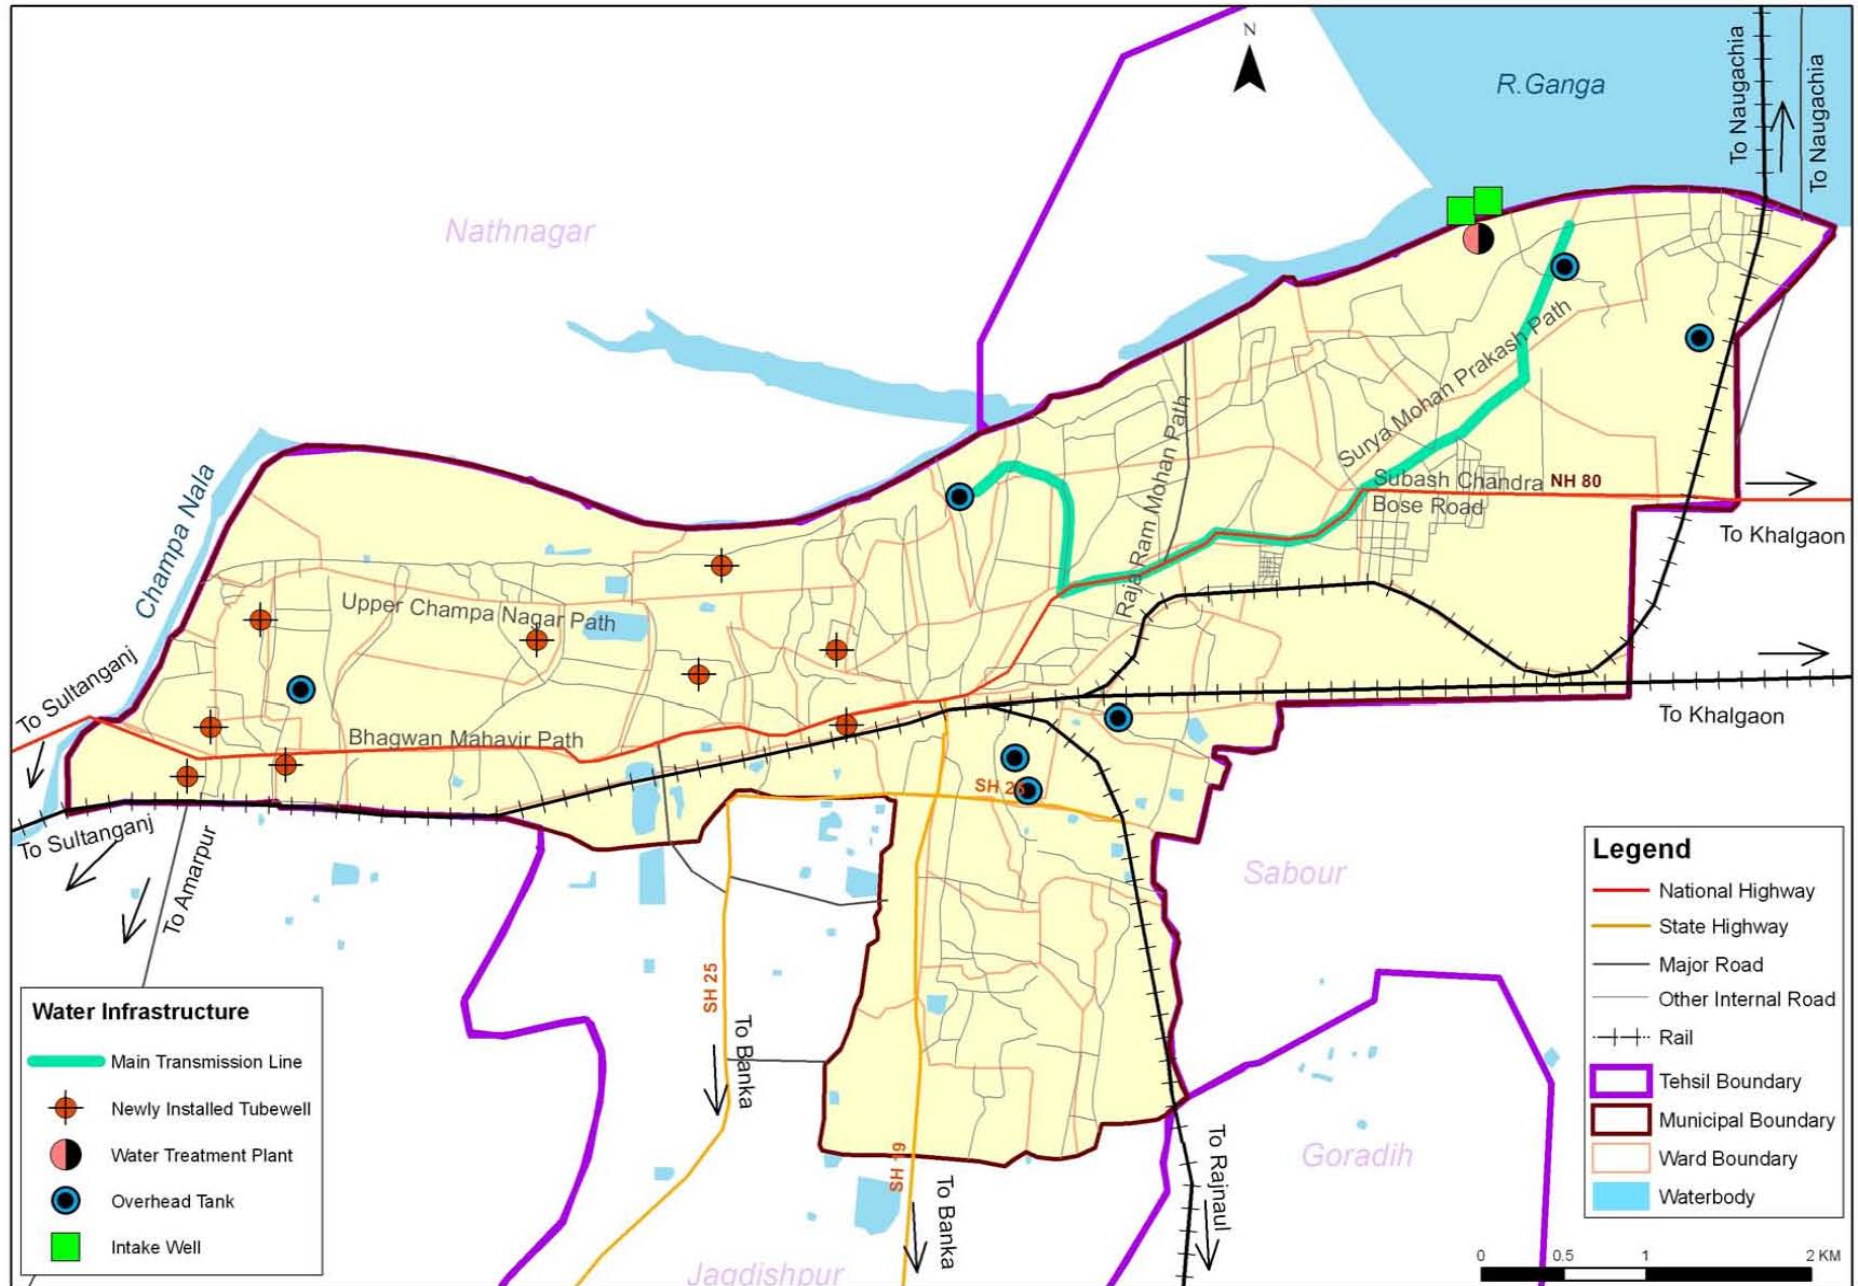 N
R.Ganga
To Naugachia
To Naugachia
Nathnagar
Surya Mohan Prakash Path
Raja Ram Mohan Path
Subash Chandra
Bose Road
NH 80
To Khalgaon
Champa Nala
Upper Champa Nagar Path
To Sultanganj
Bhagwan Mahavir Path
To Khalgaon
To Sultanganj
To Amarpur
Sabour
SH 25
To Banka
SH 19
To Banka
To Rajnaul
Goradih
Jagdishpur
Water Infrastructure
Main Transmission Line
Newly Installed Tubewell
Water Treatment Plant
Overhead Tank
Intake Well
Legend
National Highway
State Highway
Major Road
Other Internal Road
Rail
Tehsil Boundary
Municipal Boundary
Ward Boundary
Waterbody
0 0.5 1 2 KM